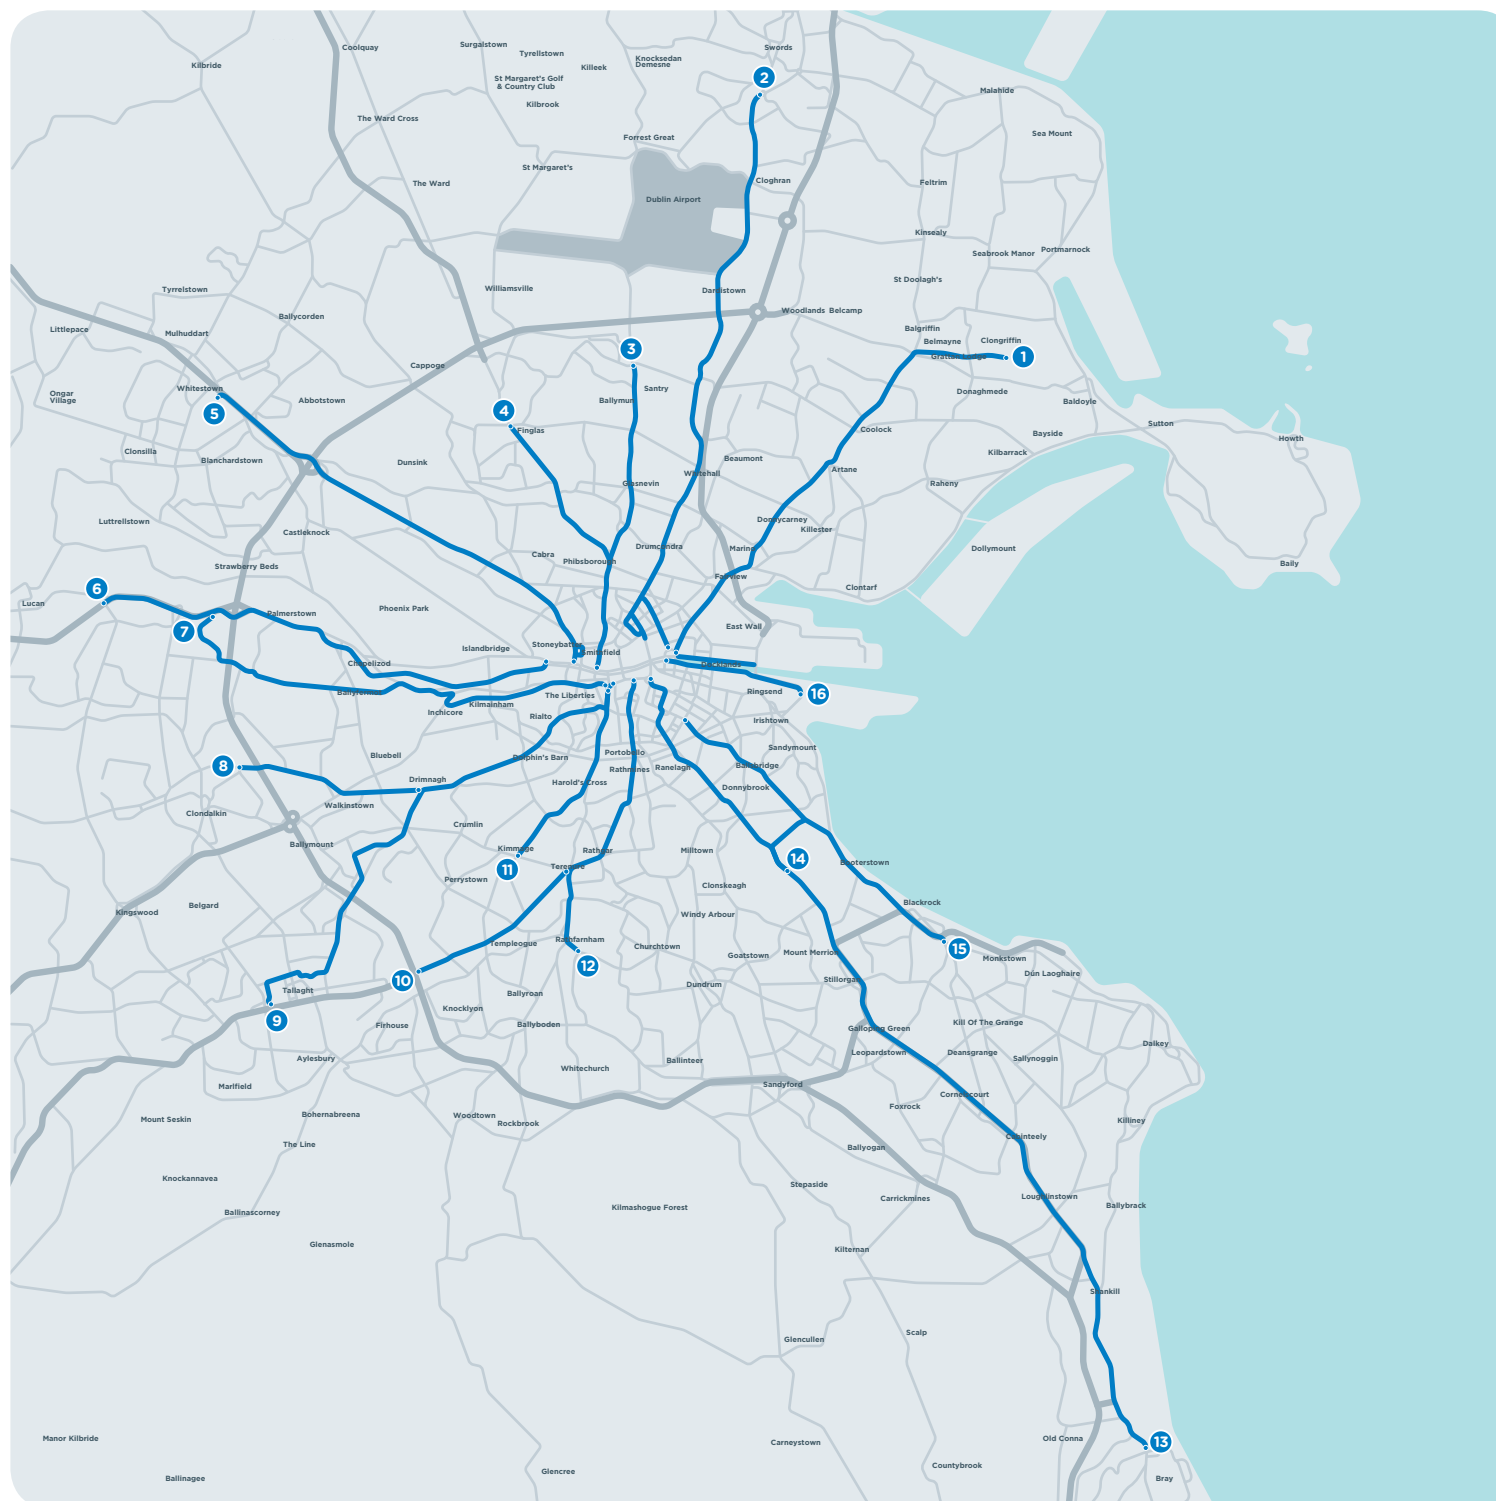 Swords
Coolquay
Surgalstown
Tyrellstown
Knocksedan
Demesne
Kilbride
Killeek
2
St Margaret's Golf
& Country Club
Malahide
Kilbrook
The Ward Cross
Sea Mount
Forrest Great
St Margaret's
The Ward
Cloghran
Feltrim
Dublin Airport
Kinsealy
Portmarnock
Seabrook Manor
St Doolagh's
Tyrrelstown
Williamsville
Dardistown
Woodlands
Belcamp
Ballycorden
Littlepace
Mulhuddart
Balgriffin
Belmayne
Clongriffin
3
Grattan Lodge
1
Cappoge
Whitestown
Santry
Donaghmede
Ongar
Village
Abbotstown
Ballymun
Baldoyle
5
4
Finglas
Coolock
Bayside
Sutton
Howth
Clonsilla
Blanchardstown
Dunsink
Beaumont
Kilbarrack
Whitehall
Artane
Glasnevin
Raheny
Luttrellstown
Donnycarney
Killester
Castleknock
Drumcondra
Marino
Dollymount
Cabra
Phibsborough
Baily
Strawberry Beds
Fairview
Clontarf
6
Lucan
Palmerstown
Phoenix Park
7
East Wall
Stoneybatter
Islandbridge
Smithfield
Chapelizod
Docklands
Ballyfermot
The Liberties
Ringsend
16
Kilmainham
Inchicore
Rialto
Irishtown
Sandymount
Bluebell
Dolphin's Barn
Portobello
8
Rathmines
Ranelagh
Ballsbridge
Drimnagh
Harold's Cross
Donnybrook
Walkinstown
Clondalkin
Crumlin
Ballymount
Kimmage
Rathgar
Milltown
14
Booterstown
11
Terenure
Perrystown
Clonskeagh
Belgard
Blackrock
Kingswood
Windy Arbour
Templeogue
Rathfarnham
Churchtown
15
Mount Merrion
Goatstown
Monkstown
12
10
Dún Laoghaire
Stillorgan
Dundrum
Tallaght
Ballyroan
9
Knocklyon
Firhouse
Ballyboden
Kill Of The Grange
Galloping Green
Dalkey
Aylesbury
Ballinteer
Leopardstown
Deansgrange
Sallynoggin
Whitechurch
Marlfield
Sandyford
Cornelscourt
Foxrock
Mount Seskin
Bohernabreena
Woodtown
Rockbrook
Killiney
The Line
Cabinteely
Ballyogan
Knockannavea
Stepaside
Carrickmines
Loughlinstown
Ballybrack
Ballinascorney
Kilmashogue Forest
Glenasmole
Kilternan
Shankill
Scalp
Glencullen
Manor Kilbride
Carneystown
Old Conna
13
Ballinagee
Glencree
Countybrook
Bray